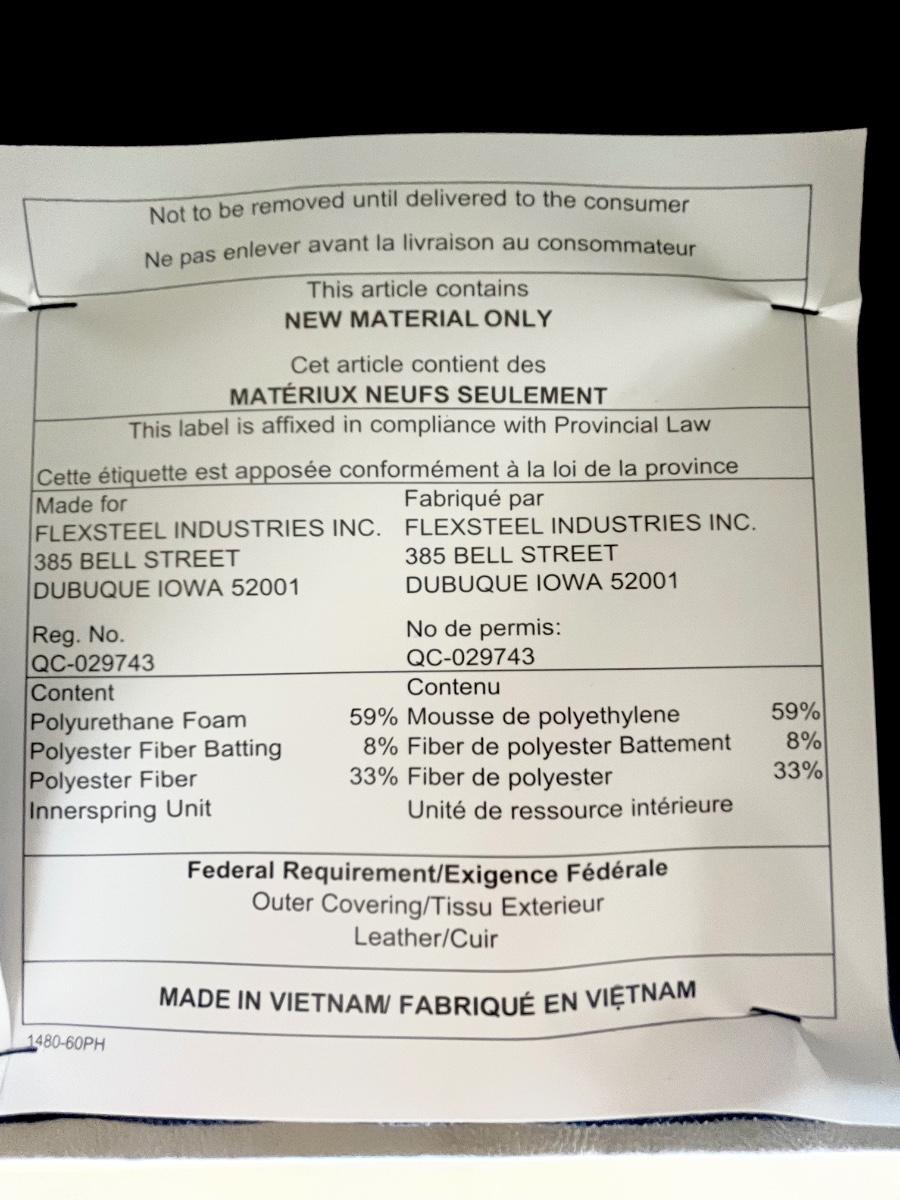 Not to be removed until delivered to the consumer
Ne pas enlever avant la livraison au consommateur
This article contains
NEW MATERIAL ONLY
Cet article contient des
MATÉRIUX NEUFS SEULEMENT
This label is affixed in compliance with Provincial Law
Cette étiquette est apposée conformément à la loi de la province
Made for Fabriqué par
FLEXSTEEL INDUSTRIES INC. FLEXSTEEL INDUSTRIES INC.
385 BELL STREET 385 BELL STREET
DUBUQUE IOWA 52001 DUBUQUE IOWA 52001
Reg. No. No de permis:
QC-029743 QC-029743
Content Contenu
Polyurethane Foam 59% Mousse de polyethylene 59%
Polyester Fiber Batting 8% Fiber de polyester Battement 8%
Polyester Fiber 33% Fiber de polyester 33%
Innerspring Unit Unité de ressource intérieure
Federal Requirement/Exigence Fédérale
Outer Covering/Tissu Exterieur
Leather/Cuir
MADE IN VIETNAM/ FABRIQUÉ EN VIỆTNAM
1480-60PH